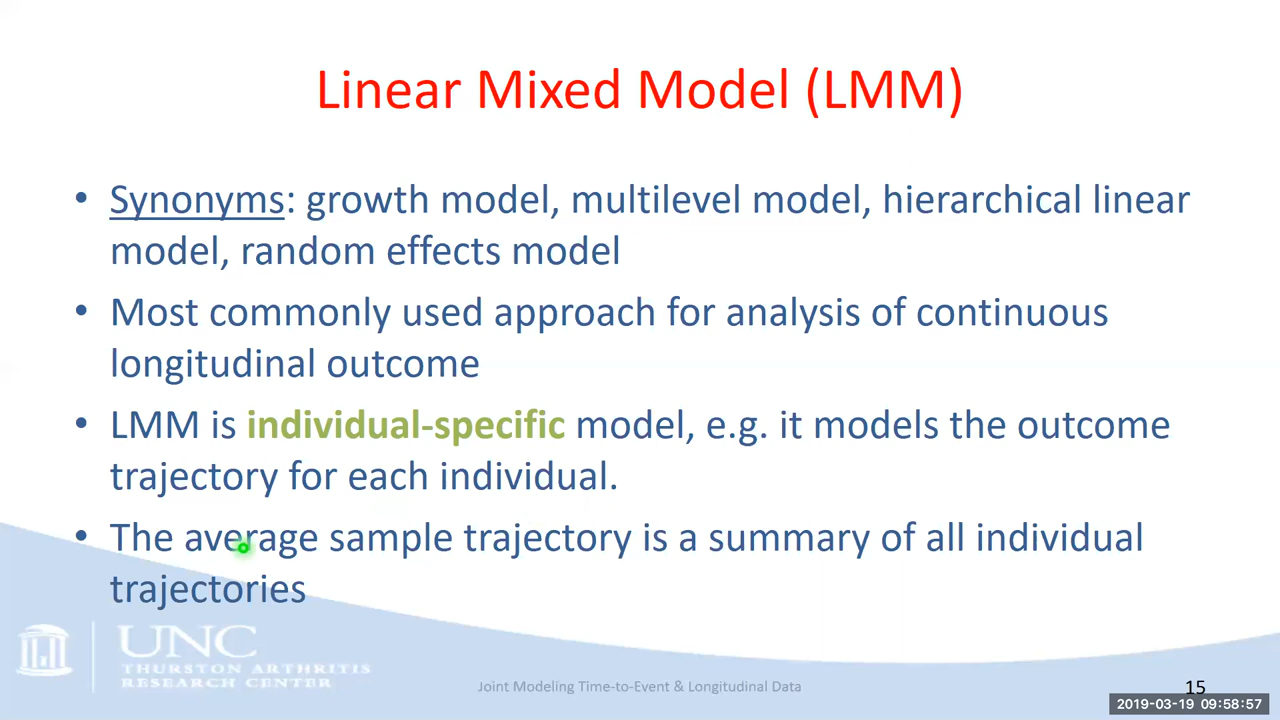 Linear Mixed Model (LMM)
• Synonyms: growth model, multilevel model, hierarchical linear
model, random effects model
• Most commonly used approach for analysis of continuous
longitudinal outcome
• LMM is individual-specific model, e.g. it models the outcome
trajectory for each individual.
• The average sample trajectory is a summary of all individual
trajectories
UNC
THURSTON ARTHRITIS
RESEARCH CENTER
Joint Modeling Time-to-Event & Longitudinal Data
15
2019-03-19 09:58:57